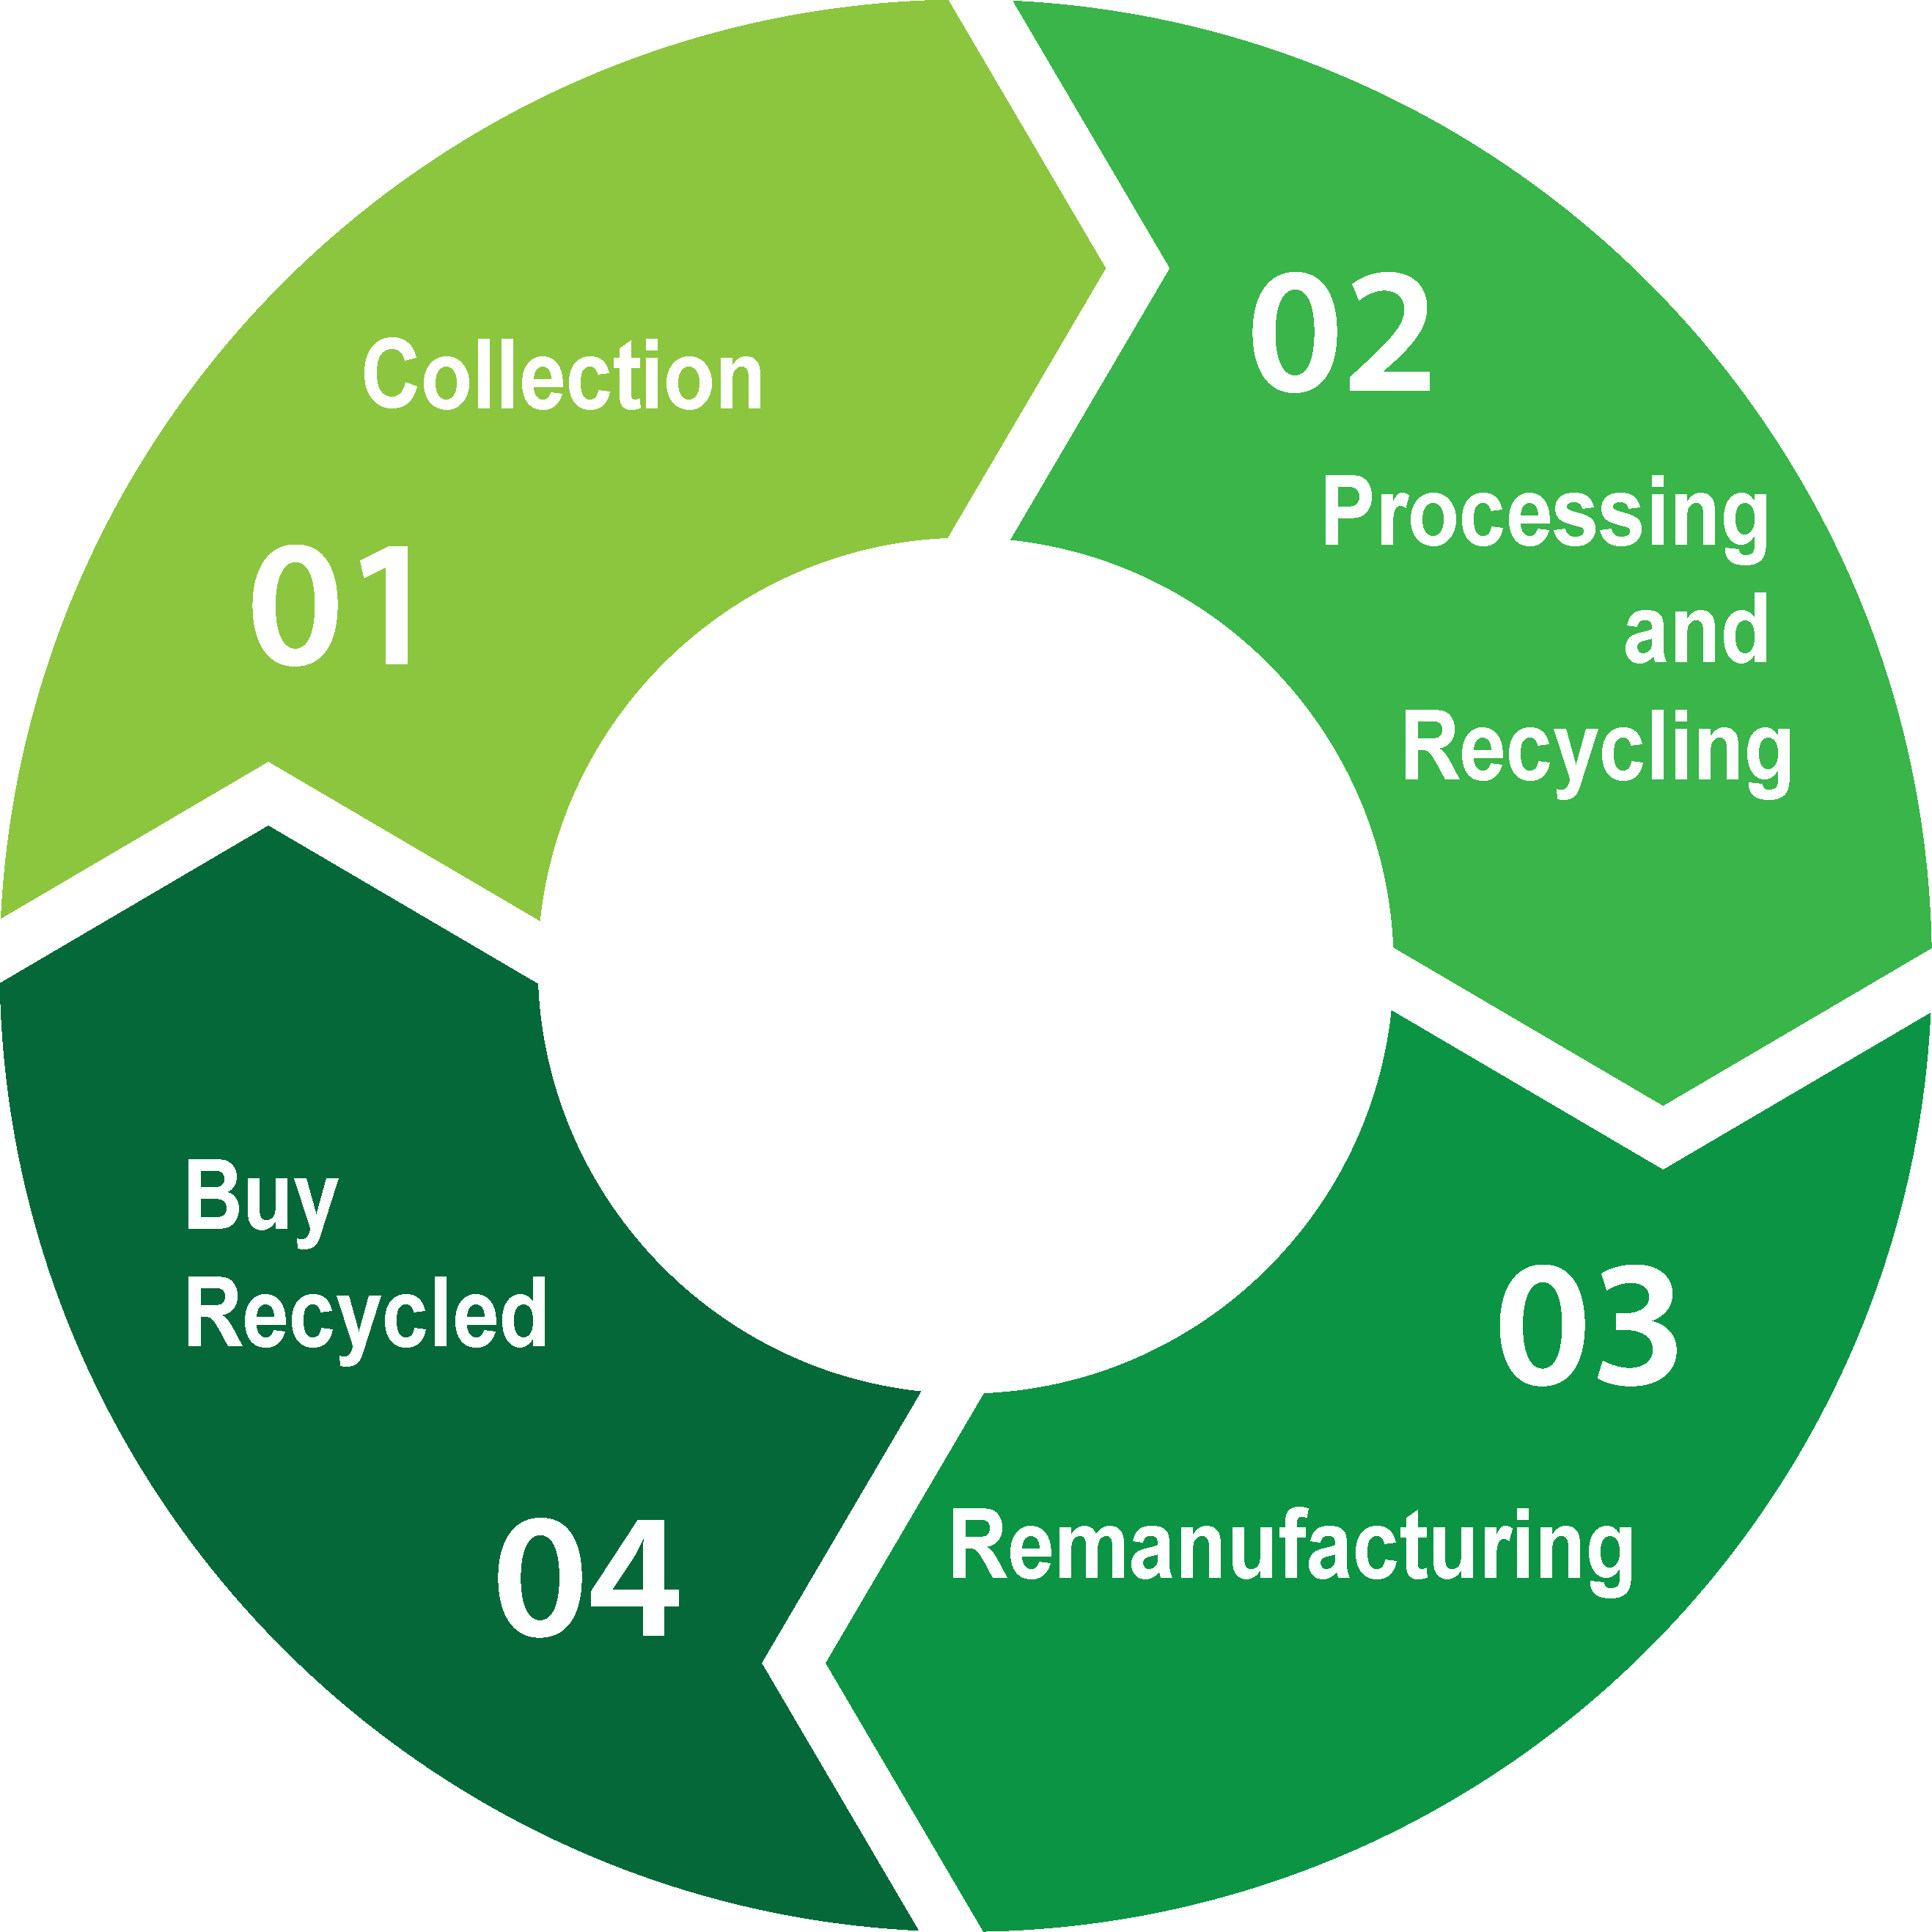 01
Collection
02
Processing
and
Recycling
03
Remanufacturing
04
Buy
Recycled